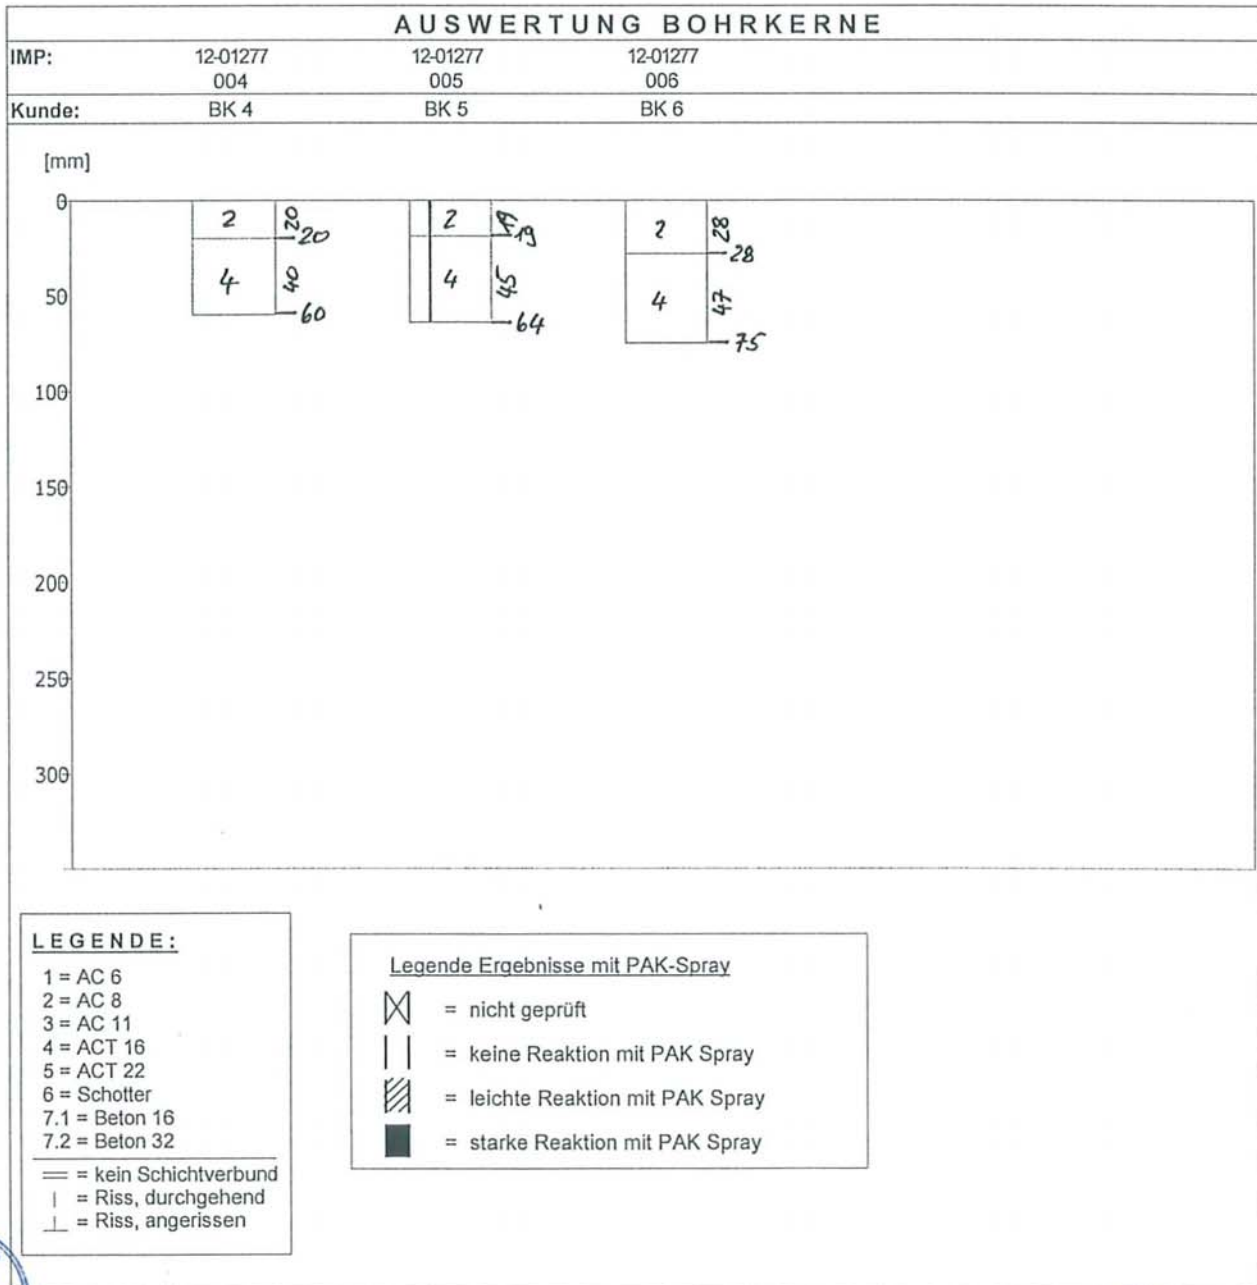 AUSWERTUNG BOHRKERNE
IMP: 12-01277 12-01277 12-01277
004 005 006
Kunde: BK 4 BK 5 BK 6
[mm]
0
2 20 2 19 2 28
20 19 28
50
4 40 4 45 4 47
60 64 75
100
150
200
250
300
LEGENDE:
1 = AC 6
2 = AC 8
3 = AC 11
4 = ACT 16
5 = ACT 22
6 = Schotter
7.1 = Beton 16
7.2 = Beton 32
= kein Schichtverbund
= Riss, durchgehend
= Riss, angerissen
Legende Ergebnisse mit PAK-Spray
= nicht geprüft
= keine Reaktion mit PAK Spray
= leichte Reaktion mit PAK Spray
= starke Reaktion mit PAK Spray